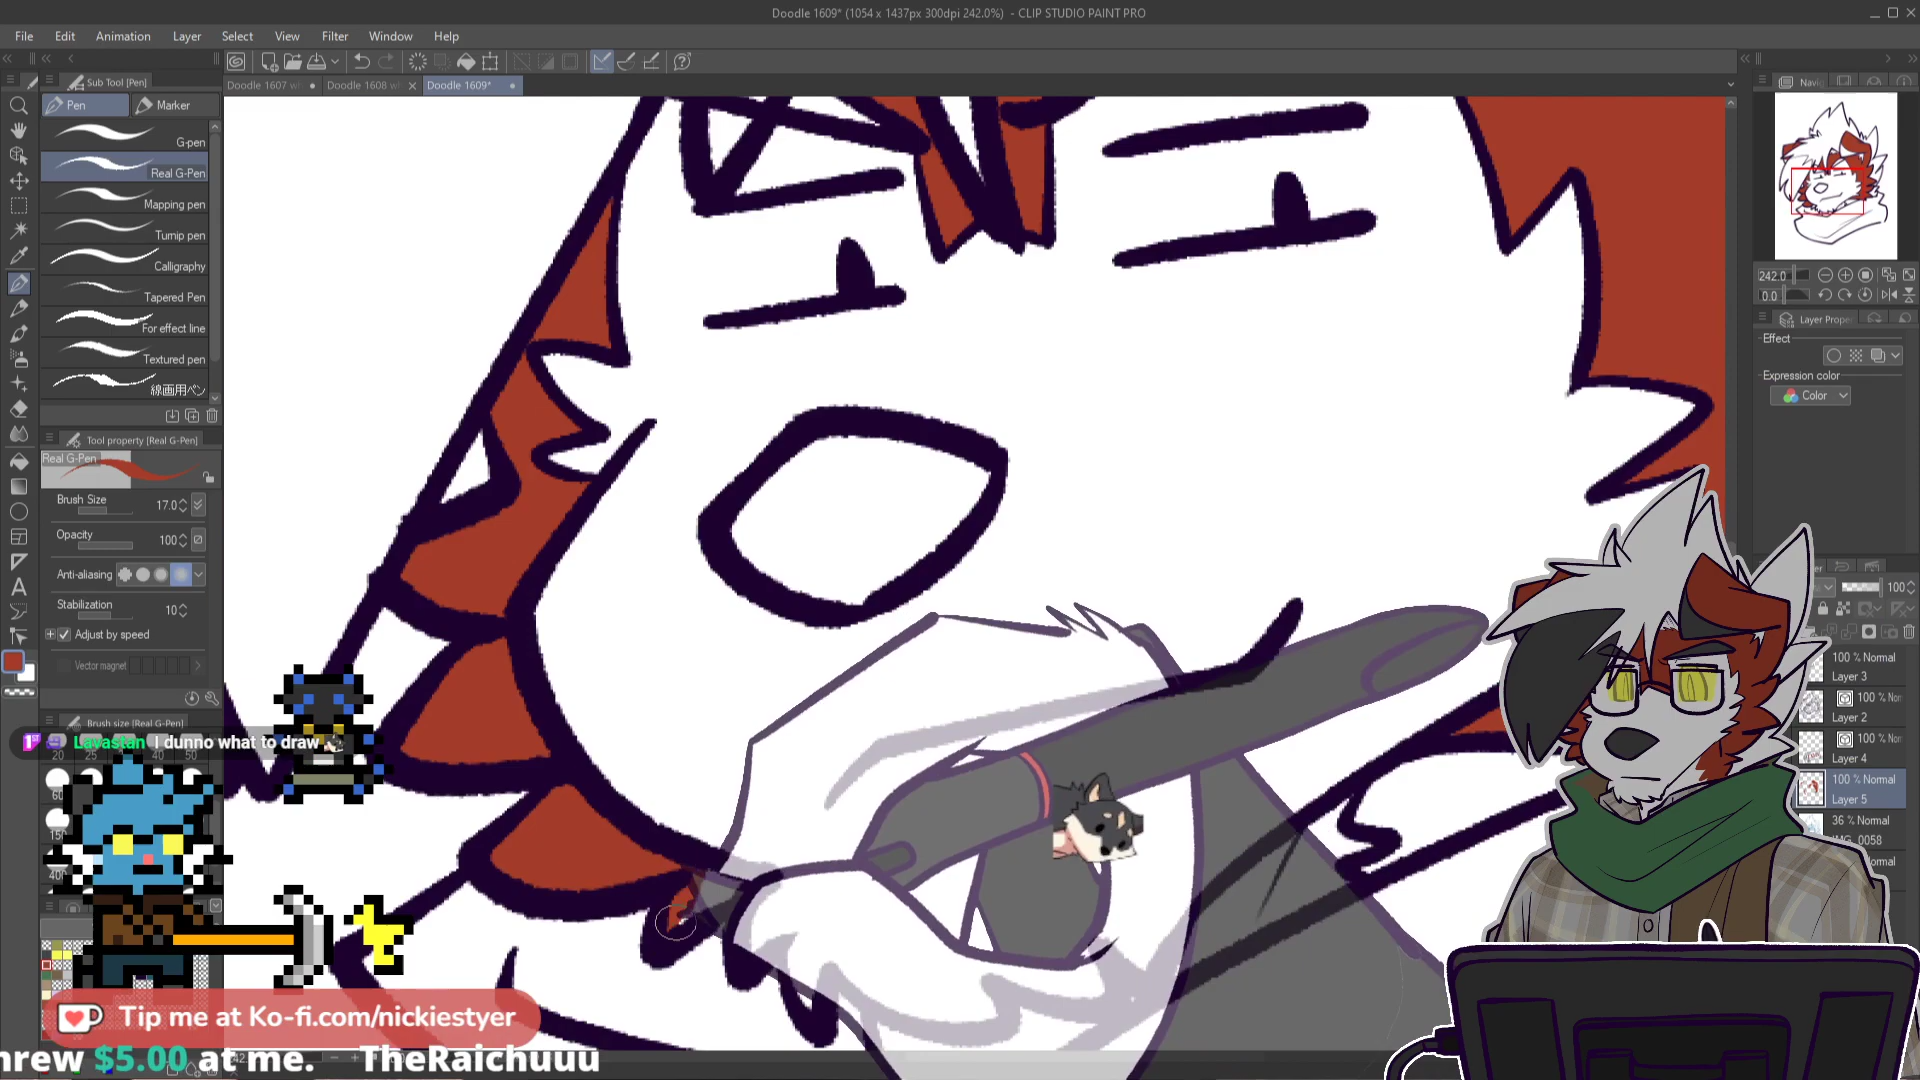 Doodle 1609* (1054 x 1437px 300dpi 242.0%) - CLIP STUDIO PAINT PRO
File Edit Animation Layer Select View Filter Window Help
Sub Tool [Pen]
Doodle 1607 w
Doodle 1608 w
Doodle 1609*
Navi
Pen
Marker
G-pen
Real G-Pen
Mapping pen
Turnip pen
Calligraphy
Tapered Pen
For effect line
Textured pen
線画用ペン
Tool property [Real G-Pen]
Real G-Pen
Brush Size 17.0
Opacity 100
Anti-aliasing
Stabilization 10
Adjust by speed
Vector magnet
Brush size [Real G-Pen]
242.0
0.0
Layer Prope
Effect
Expression color
Color
100
100 % Normal
Layer 3
100 % Nor
Layer 2
100 % Nor
Layer 4
100 % Normal
Layer 5
36 % Normal
IMG_0058
Lavastan I dunno what to draw
Tip me at Ko-fi.com/nickiestyer
hrew $5.00 at me. TheRaichuuu